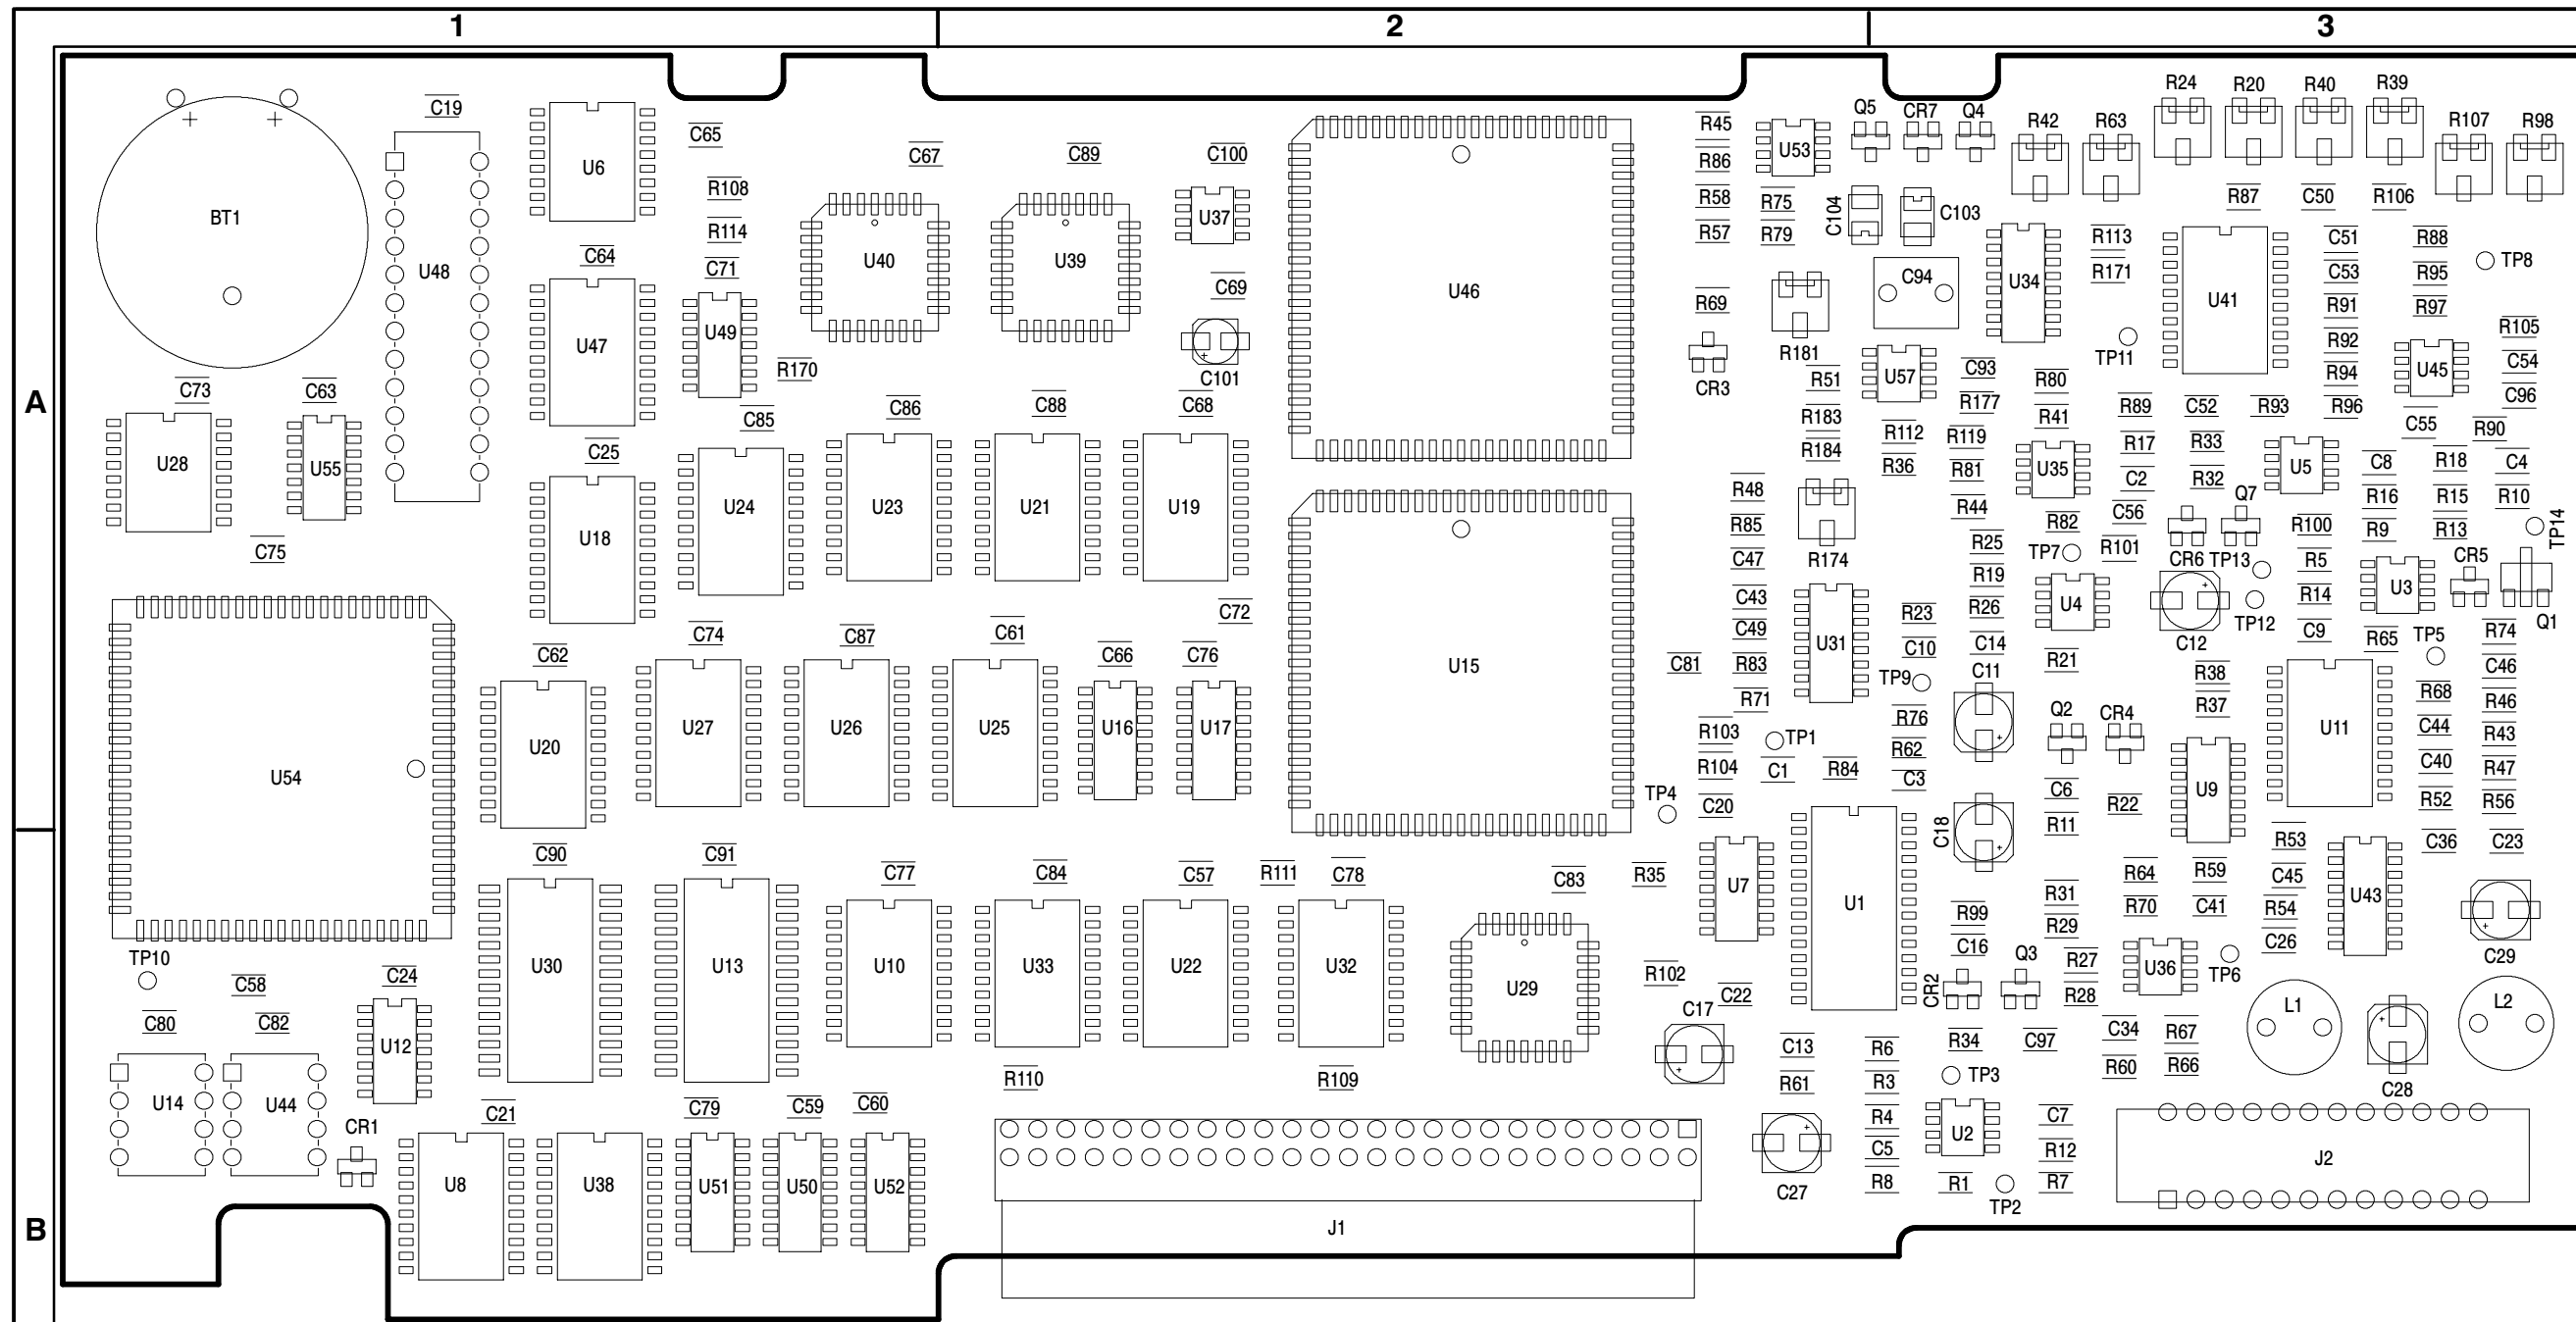 1 2 3
R24 R20 R40 R39
C19 Q5 CR7 Q4 R42 R63 R107 R98
C65 R45 U53
U6 C67 C89 C100 R86
R108 R58 R75 C104 C103 R87 C50 R106
BT1 U37
R114 R57 R79 R113 C51 R88
C64 U40 U39 TP8
U48 C71 C94 U34 R171 C53 R95
C69 U46 R69 U41 R91 R97
U49 R105
U47 R181 TP11 R92
R170 C101 CR3 R51 U57 C93 R80 R94 U45 C54
C73 C63 C96
A C85 C86 C88 C68 R183 R177 R41 R89 C52 R93 R96
C55 R90
C25 R184 R112 R119 R17 R33
U28 U55 R36 R81 U35 C2 R32 U5 C8 R18 C4
R48 R44 Q7 R16 R15 R10
U24 U23 U21 U19 R85 R82 C56 R100 R9 R13 TP14
U18 R25 TP7 R101
C75 C47 R174 CR6 TP13 R5 CR5
R19 U3
C43 R26 U4 R14
C72 R23 TP12 Q1
C74 C87 C61 C49 U31 C14 C12 C9 R65 TP5 R74
C62 C66 C76 C81 R83 C10 R21 C46
U15 C11 R38
TP9 R68
R71 R37 R46
U27 U26 U25 U16 U17 R103 R76 Q2 CR4 U11 C44 R43
U20 TP1 R62
U54 R104 C1 R84 C3 C40 R47
TP4 C6 U9
C20 R22 R52 R56
C18 R11
R53 C36 C23
C90 C91 C77 C84 C57 R111 C78 C83 R35 R64 R59 C45
U7 U1 R31 U43
R99 R70 C41 R54
R29
C16 C26
TP10 U30 U13 U10 U33 U22 U32 Q3 R27 U36 TP6 C29
C24 R102 CR2
C58 U29 C22 R28 L1 L2
C17
C80 C82 C34 R67
U12 C13 R6 R34 C97
R110 R109 R61 R3 TP3 R60 R66
U14 U44 C28
C21 C79 C59 C60 R4 C7
CR1 U2
C5 R12
U8 U38 U51 U50 U52 R8 R1 R7 J2
C27
TP2
B J1